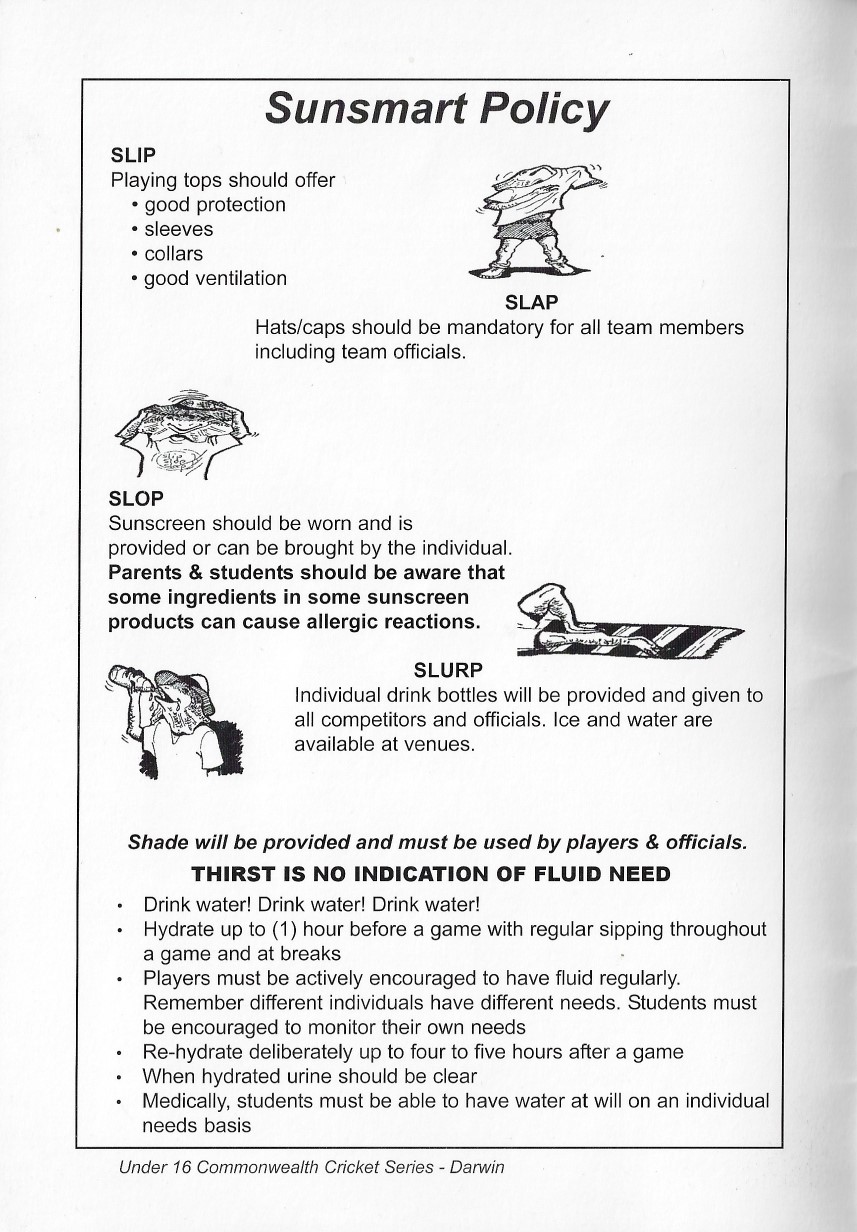 Sunsmart Policy
SLIP
Playing tops should offer
• good protection
• sleeves
• collars
• good ventilation
SLAP
Hats/caps should be mandatory for all team members
including team officials.
slip
slop
SLOP
Sunscreen should be worn and is
provided or can be brought by the individual.
Parents & students should be aware that
some ingredients in some sunscreen
products can cause allergic reactions.
SLURP
Individual drink bottles will be provided and given to
all competitors and officials. Ice and water are
available at venues.
Shade will be provided and must be used by players & officials.
THIRST IS NO INDICATION OF FLUID NEED
• Drink water! Drink water! Drink water!
• Hydrate up to (1) hour before a game with regular sipping throughout
a game and at breaks
• Players must be actively encouraged to have fluid regularly.
Remember different individuals have different needs. Students must
be encouraged to monitor their own needs
• Re-hydrate deliberately up to four to five hours after a game
• When hydrated urine should be clear
• Medically, students must be able to have water at will on an individual
needs basis
Under 16 Commonwealth Cricket Series - Darwin